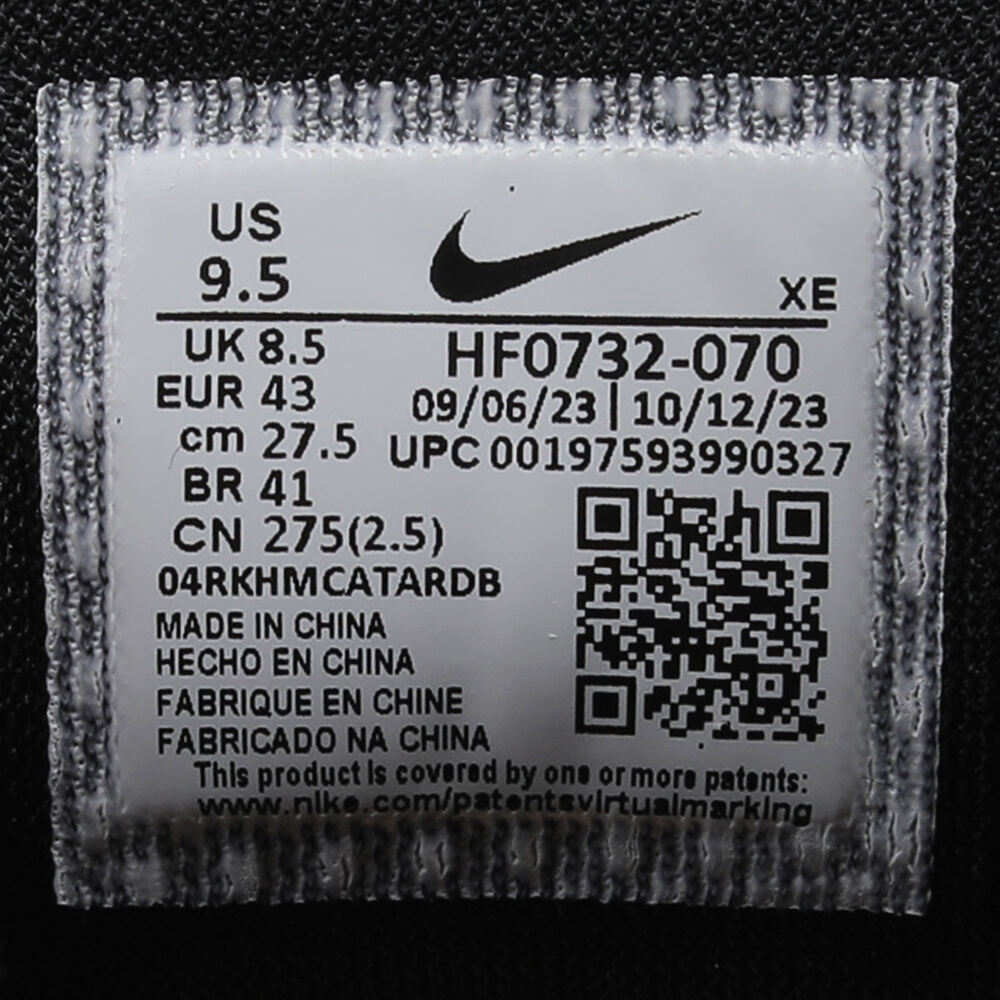 US
9.5
XE
UK 8.5
HF0732-070
EUR 43
09/06/23 | 10/12/23
cm 27.5
UPC 00197593990327
BR 41
CN 275(2.5)
04RKHMCATARDB
MADE IN CHINA
HECHO EN CHINA
FABRIQUE EN CHINE
FABRICADO NA CHINA
This product is covered by one or more patents:
www.nike.com/patentsvirtualmarking